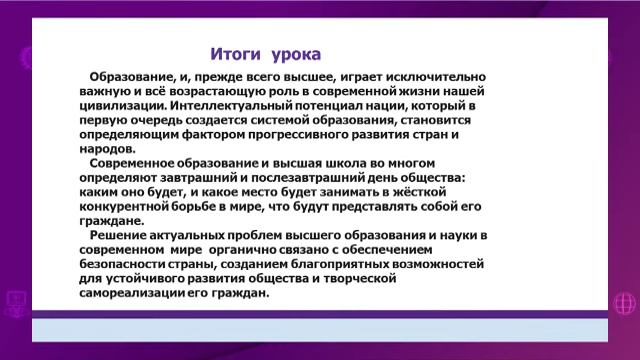 Итоги урока
Образование, и, прежде всего высшее, играет исключительно
важную и всё возрастающую роль в современной жизни нашей
цивилизации. Интеллектуальный потенциал нации, который в
первую очередь создается системой образования, становится
определяющим фактором прогрессивного развития стран и
народов.
Современное образование и высшая школа во многом
определяют завтрашний и послезавтрашний день общества:
каким оно будет, и какое место будет занимать в жёсткой
конкурентной борьбе в мире, что будут представлять собой его
граждане.
Решение актуальных проблем высшего образования и науки в
современном мире органично связано с обеспечением
безопасности страны, созданием благоприятных возможностей
для устойчивого развития общества и творческой
самореализации его граждан.